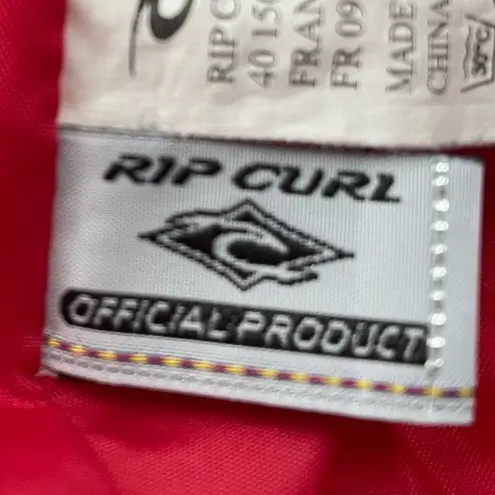 RIP C
40 150
FRAN
FR 09
MADE
CHINA
30°C
RIP CURL
OFFICIAL PRODUCT